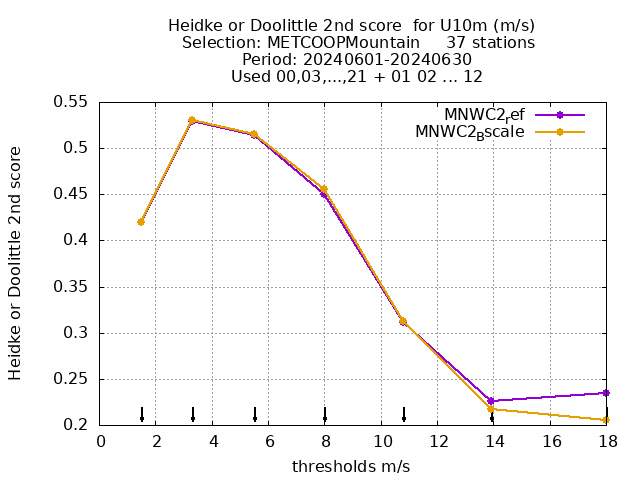 Heidke or Doolittle 2nd score  for U10m (m/s)
Selection: METCOOPMountain     37 stations
Period: 20240601-20240630
Used 00,03,...,21 + 01 02 ... 12
MNWC2_ref
MNWC2_Bscale
Heidke or Doolittle 2nd score
0.55
0.5
0.45
0.4
0.35
0.3
0.25
0.2
0 2 4 6 8 10 12 14 16 18
thresholds m/s